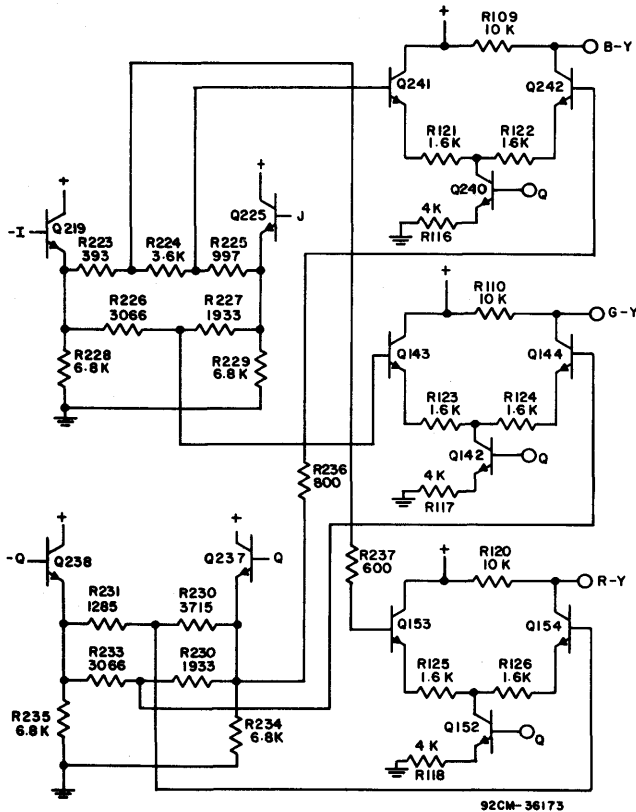 +
R109
10 K
B-Y
Q241
Q242
R121
1.6K
R122
1.6K
Q240
Q
4K
R116
+
+
-I
Q219
Q225
J
R223
393
R224
3.6K
R225
997
R226
3066
R227
1933
R228
6.8K
R229
6.8K
+
R110
10 K
G-Y
Q143
Q144
R123
1.6K
R124
1.6K
Q142
Q
4 K
R117
R236
800
R237
600
+
+
-Q
Q238
Q237
Q
R231
1285
R230
3715
R233
3066
R230
1933
R235
6.8K
R234
6.8K
+
R120
10 K
R-Y
Q153
Q154
R125
1.6K
R126
1.6K
Q152
Q
4 K
R118
92CM-36173